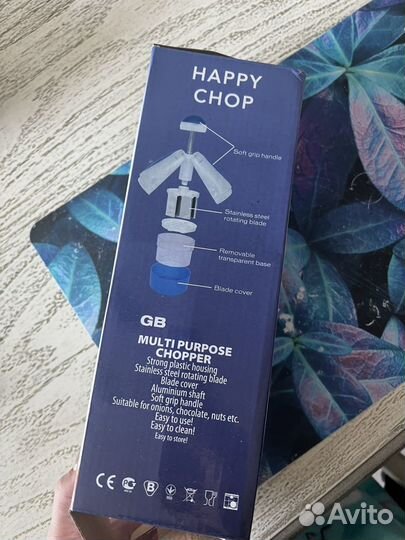 HAPPY
CHOP
Soft grip handle
Stainless steel
rotating blade
Removable
transparent base
Blade cover
GB
MULTI PURPOSE
CHOPPER
Strong plastic housing
Stainless steel rotating blade
Blade cover
Aluminium shaft
Soft grip handle
Suitable for onions, chocolate, nuts etc.
Easy to use!
Easy to clean!
Easy to store!
CE
Avito